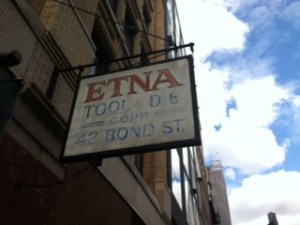 ETNA
TOOL & DIE
CORP.
42 BOND ST.